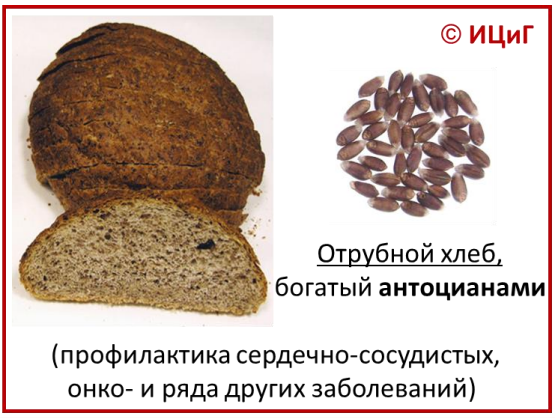 © ИЦиГ
Отрубной хлеб,
богатый антоцианами
(профилактика сердечно-сосудистых,
онко- и ряда других заболеваний)